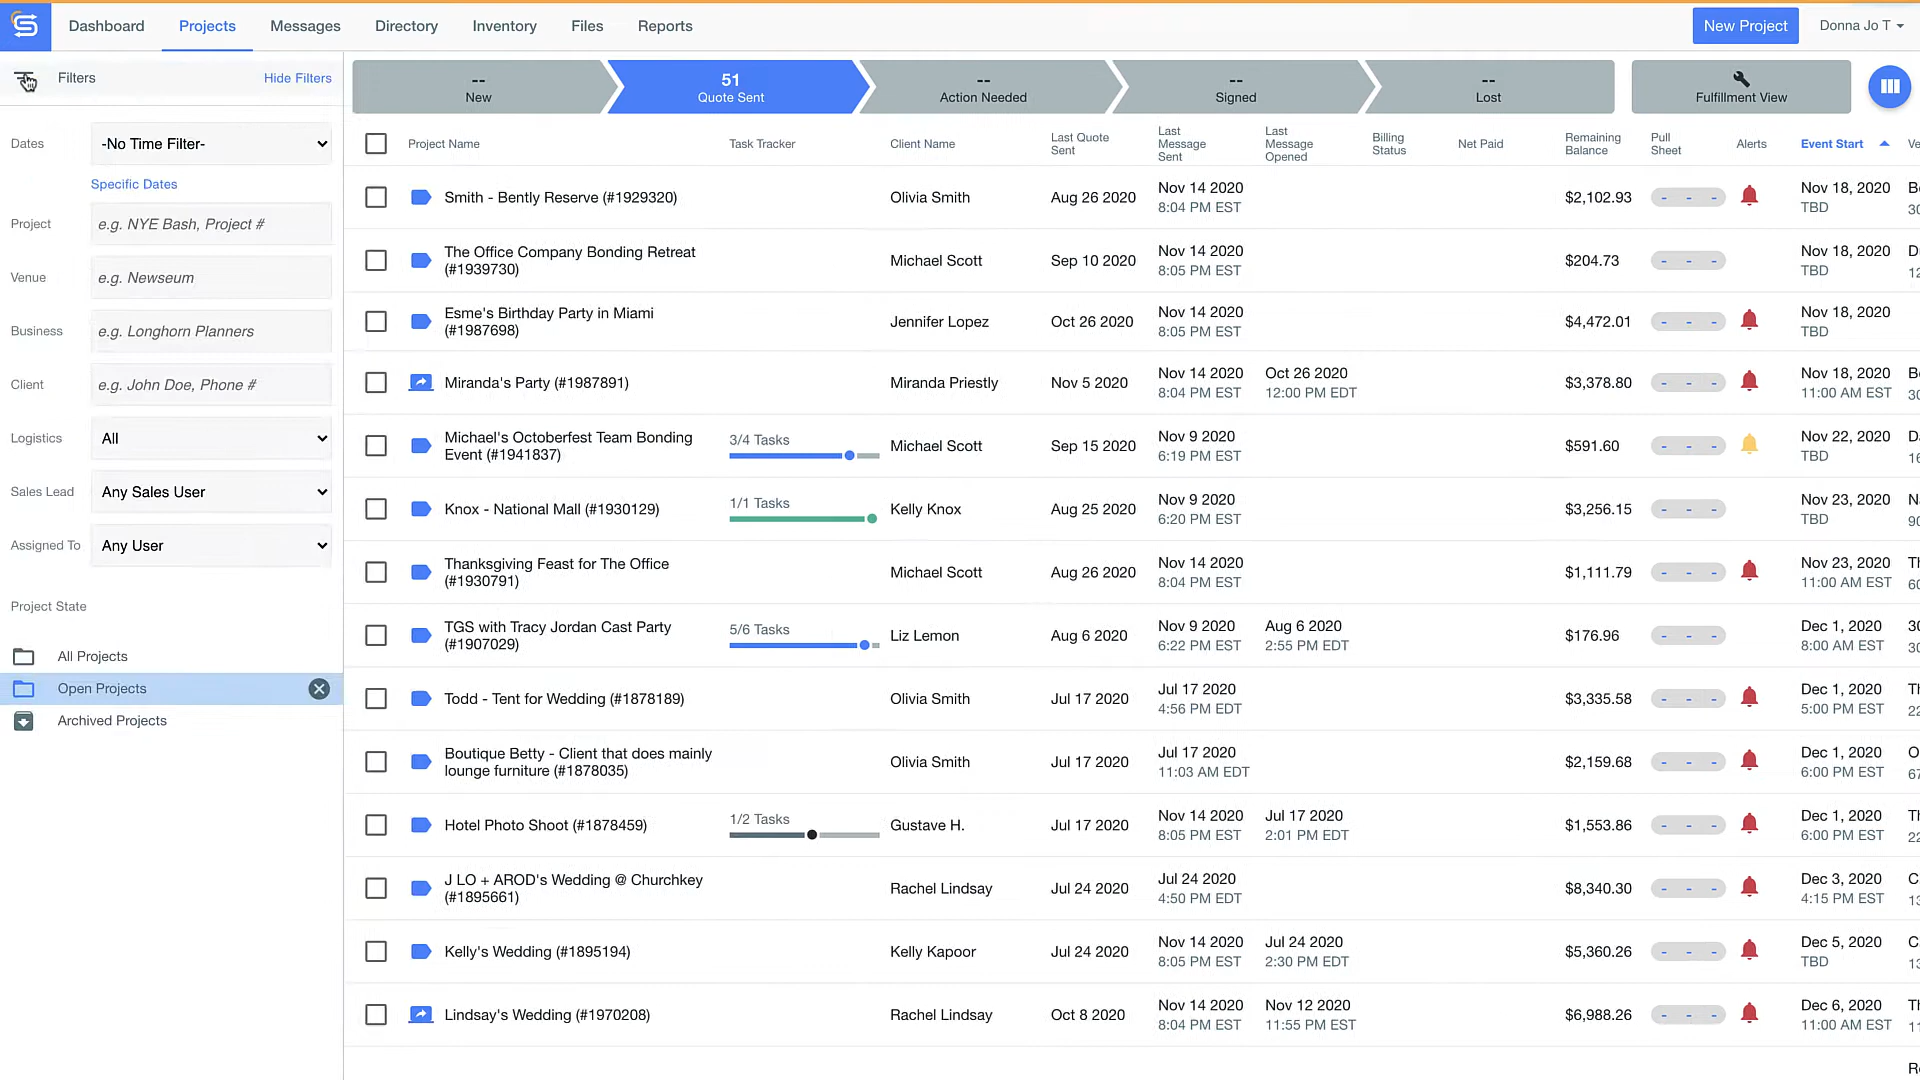 Dashboard Projects Messages Directory Inventory Files Reports New Project Donna Jo T
Filters Hide Filters
Dates -No Time Filter-
Specific Dates
Project e.g. NYE Bash, Project #
Venue e.g. Newseum
Business e.g. Longhorn Planners
Client e.g. John Doe, Phone #
Logistics All
Sales Lead Any Sales User
Assigned To Any User
Project State
All Projects
Open Projects
Archived Projects
-- 51 -- -- --
New Quote Sent Action Needed Signed Lost Fulfillment View
Project Name Task Tracker Client Name Last Quote Sent Last Message Sent Last Message Opened Billing Status Net Paid Remaining Balance Pull Sheet Alerts Event Start
Smith - Bently Reserve (#1929320) Olivia Smith Aug 26 2020 Nov 14 2020 $2,102.93 - - - Nov 18, 2020
8:04 PM EST TBD
The Office Company Bonding Retreat Michael Scott Sep 10 2020 Nov 14 2020 $204.73 - - - Nov 18, 2020
(#1939730) 8:05 PM EST TBD
Esme's Birthday Party in Miami Jennifer Lopez Oct 26 2020 Nov 14 2020 $4,472.01 - - - Nov 18, 2020
(#1987698) 8:05 PM EST TBD
Miranda's Party (#1987891) Miranda Priestly Nov 5 2020 Nov 14 2020 Oct 26 2020 $3,378.80 - - - Nov 18, 2020
8:04 PM EST 12:00 PM EDT 11:00 AM EST
Michael's Octoberfest Team Bonding 3/4 Tasks Michael Scott Sep 15 2020 Nov 9 2020 $591.60 - - - Nov 22, 2020
Event (#1941837) 6:19 PM EST TBD
Knox - National Mall (#1930129) 1/1 Tasks Kelly Knox Aug 25 2020 Nov 9 2020 $3,256.15 - - - Nov 23, 2020
6:20 PM EST TBD
Thanksgiving Feast for The Office Michael Scott Aug 26 2020 Nov 14 2020 $1,111.79 - - - Nov 23, 2020
(#1930791) 8:04 PM EST 11:00 AM EST
TGS with Tracy Jordan Cast Party 5/6 Tasks Liz Lemon Aug 6 2020 Nov 9 2020 Aug 6 2020 $176.96 - - - Dec 1, 2020
(#1907029) 6:22 PM EST 2:55 PM EDT 8:00 AM EST
Todd - Tent for Wedding (#1878189) Olivia Smith Jul 17 2020 Jul 17 2020 $3,335.58 - - - Dec 1, 2020
4:56 PM EDT 5:00 PM EST
Boutique Betty - Client that does mainly Olivia Smith Jul 17 2020 Jul 17 2020 $2,159.68 - - - Dec 1, 2020
lounge furniture (#1878035) 11:03 AM EDT 6:00 PM EST
Hotel Photo Shoot (#1878459) 1/2 Tasks Gustave H. Jul 17 2020 Nov 14 2020 Jul 17 2020 $1,553.86 - - - Dec 1, 2020
8:05 PM EST 2:01 PM EDT 6:00 PM EST
J LO + AROD's Wedding @ Churchkey Rachel Lindsay Jul 24 2020 Jul 24 2020 $8,340.30 - - - Dec 3, 2020
(#1895661) 4:50 PM EDT 4:15 PM EST
Kelly's Wedding (#1895194) Kelly Kapoor Jul 24 2020 Nov 14 2020 Jul 24 2020 $5,360.26 - - - Dec 5, 2020
8:05 PM EST 2:30 PM EDT TBD
Lindsay's Wedding (#1970208) Rachel Lindsay Oct 8 2020 Nov 14 2020 Nov 12 2020 $6,988.26 - - - Dec 6, 2020
8:04 PM EST 11:55 PM EST 11:00 AM EST